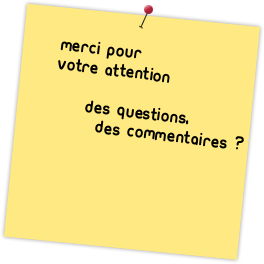 merci pour
votre attention
des questions,
des commentaires ?